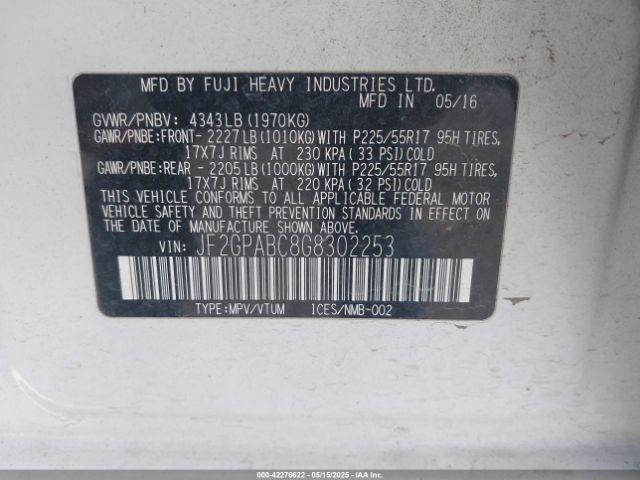 MFD BY FUJI HEAVY INDUSTRIES LTD.
MFD IN 05/16
GVWR/PNBV: 4343LB(1970KG)
GAWR/PNBE:FRONT- 2227LB(1010KG)WITH P225/55R17 95H TIRES,
17X7J RIMS AT 230 KPA( 33 PSI)COLD
GAWR/PNBE:REAR - 2205LB(1000KG)WITH P225/55R17 95H TIRES,
17X7J RIMS AT 220 KPA( 32 PSI)COLD
THIS VEHICLE CONFORMS TO ALL APPLICABLE FEDERAL MOTOR
VEHICLE SAFETY AND THEFT PREVENTION STANDARDS IN EFFECT
ON THE DATE OF MANUFACTURE SHOWN ABOVE.
VIN: JF2GPABC8G8302253
TYPE:MPV/VTUM ICES/NMB-002
000-42276622 - 05/15/2025 - IAAI.COM